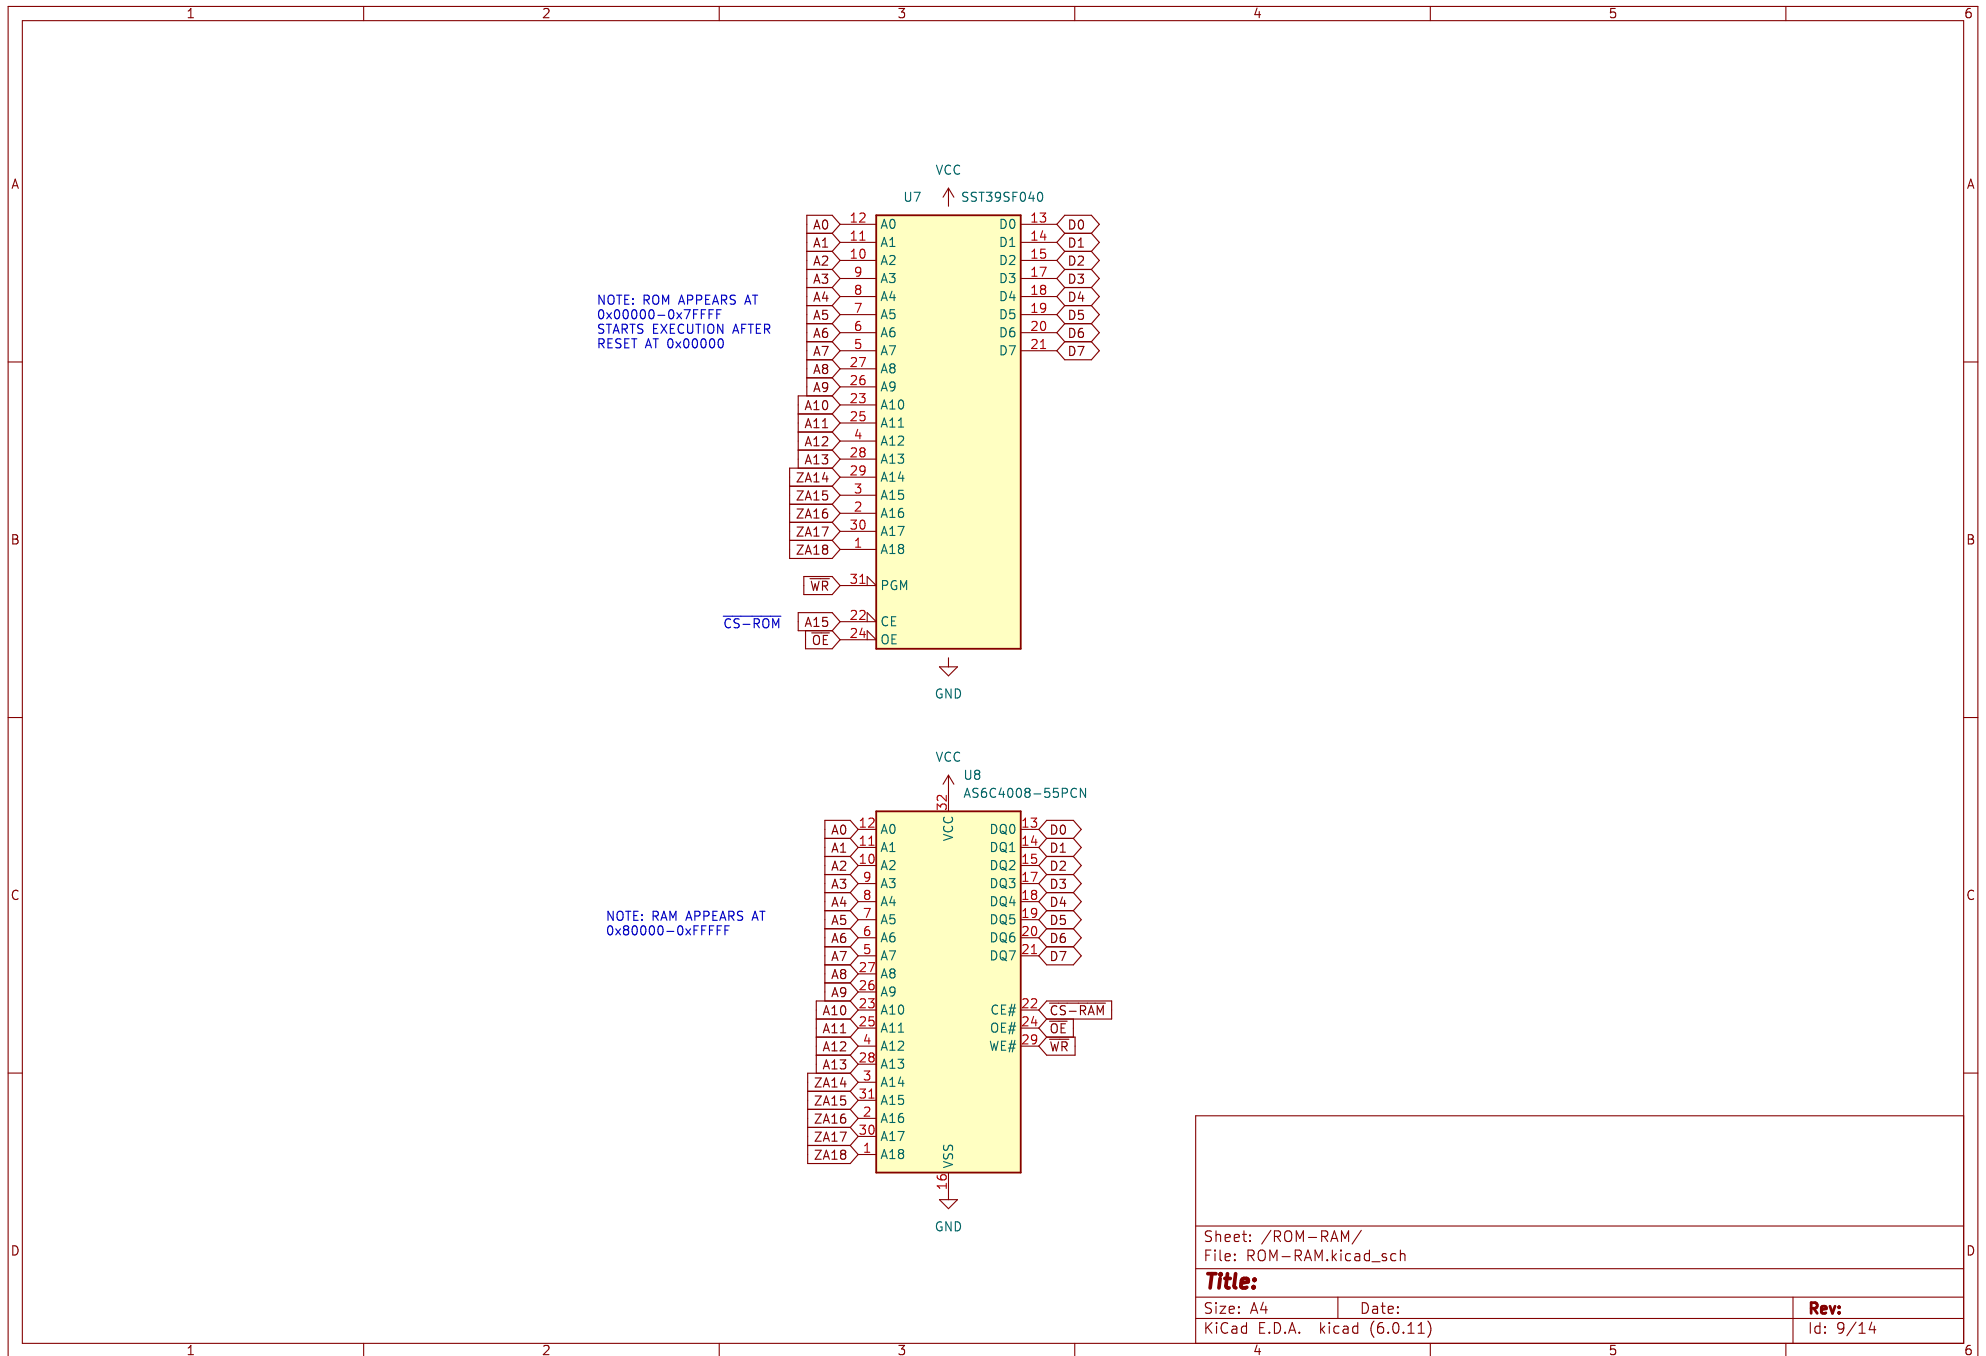 1 2 3 4 5 6
A A
VCC
U7 SST39SF040
A0 12 A0 D0 13 D0
A1 11 A1 D1 14 D1
A2 10 A2 D2 15 D2
A3 9 A3 D3 17 D3
A4 8 A4 D4 18 D4
A5 7 A5 D5 19 D5
A6 6 A6 D6 20 D6
A7 5 A7 D7 21 D7
A8 27 A8
A9 26 A9
A10 23 A10
A11 25 A11
A12 4 A12
A13 28 A13
ZA14 29 A14
ZA15 3 A15
ZA16 2 A16
ZA17 30 A17
ZA18 1 A18
WR 31 PGM
CS-ROM A15 22 CE
OE 24 OE
GND
NOTE: ROM APPEARS AT
0x00000-0x7FFFF
STARTS EXECUTION AFTER
RESET AT 0x00000
B B
VCC
U8
AS6C4008-55PCN
32
VCC
A0 12 A0 DQ0 13 D0
A1 11 A1 DQ1 14 D1
A2 10 A2 DQ2 15 D2
A3 9 A3 DQ3 17 D3
A4 8 A4 DQ4 18 D4
A5 7 A5 DQ5 19 D5
A6 6 A6 DQ6 20 D6
A7 5 A7 DQ7 21 D7
A8 27 A8
A9 26 A9
A10 23 A10 CE# 22 CS-RAM
A11 25 A11 OE# 24 OE
A12 4 A12 WE# 29 WR
A13 28 A13
ZA14 3 A14
ZA15 31 A15
ZA16 2 A16
ZA17 30 A17
ZA18 1 A18
VSS
16
GND
NOTE: RAM APPEARS AT
0x80000-0xFFFFF
C C
D D
Sheet: /ROM-RAM/
File: ROM-RAM.kicad_sch
Title:
Size: A4 Date: Rev:
KiCad E.D.A. kicad (6.0.11) Id: 9/14
1 2 3 4 5 6